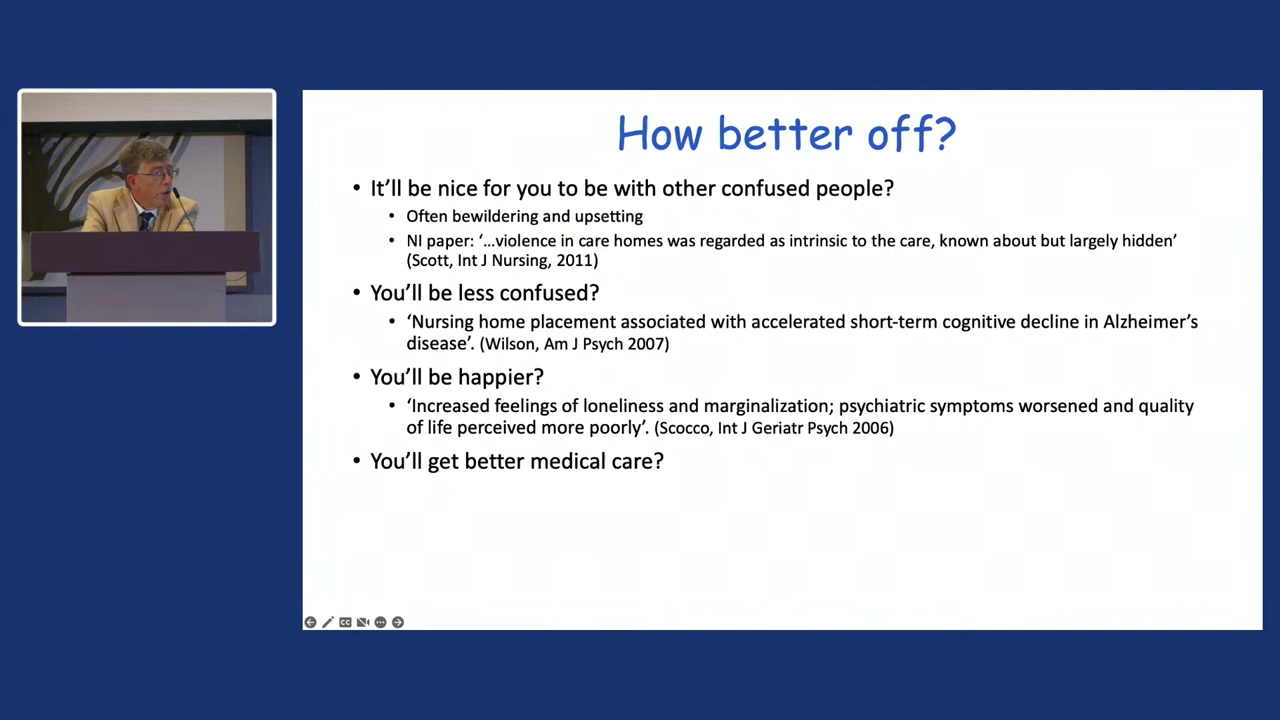 How better off?
• It’ll be nice for you to be with other confused people?
• Often bewildering and upsetting
• NI paper: ‘…violence in care homes was regarded as intrinsic to the care, known about but largely hidden’
(Scott, Int J Nursing, 2011)
• You’ll be less confused?
• ‘Nursing home placement associated with accelerated short-term cognitive decline in Alzheimer’s
disease’. (Wilson, Am J Psych 2007)
• You’ll be happier?
• ‘Increased feelings of loneliness and marginalization; psychiatric symptoms worsened and quality
of life perceived more poorly’. (Scocco, Int J Geriatr Psych 2006)
• You’ll get better medical care?
CC